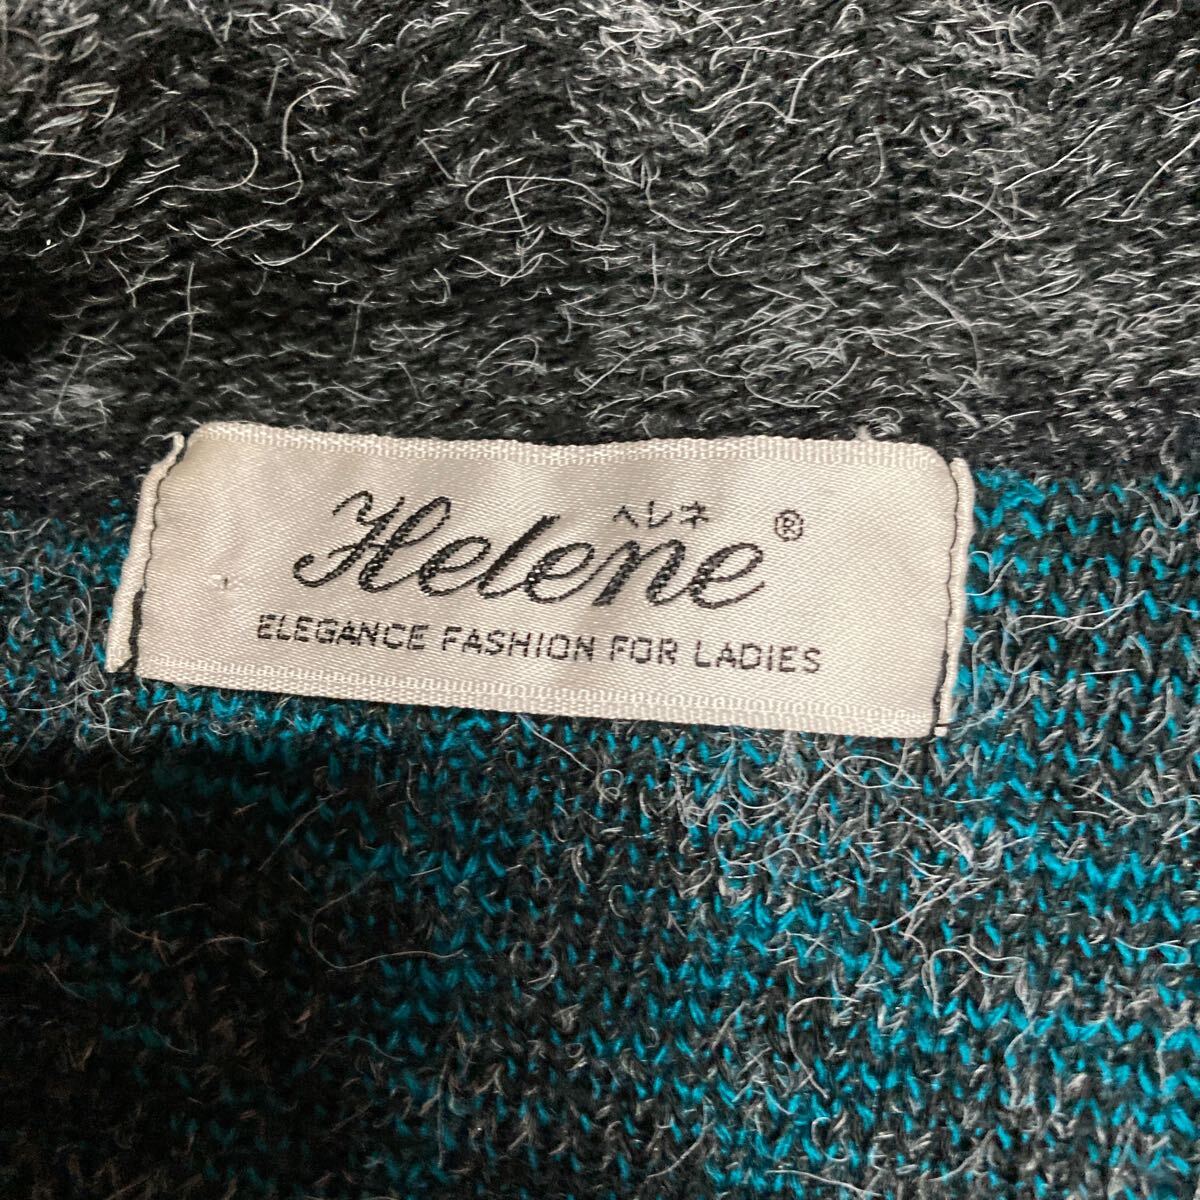 ヘレネ
Helene®
ELEGANCE FASHION FOR LADIES